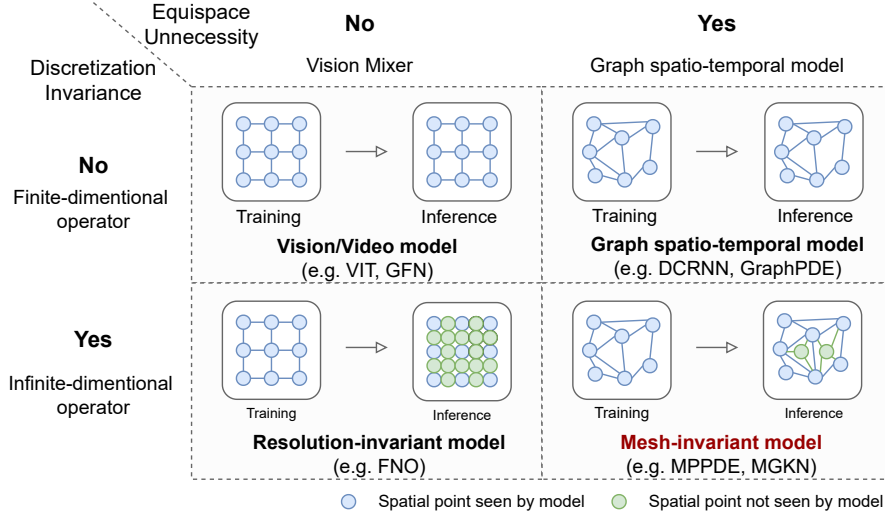 Equispace
Unnecessity
No
Yes
Vision Mixer
Graph spatio-temporal model
Discretization
Invariance
No
Finite-dimentional
operator
Training
Inference
Vision/Video model
(e.g. VIT, GFN)
Training
Inference
Graph spatio-temporal model
(e.g. DCRNN, GraphPDE)
Yes
Infinite-dimentional
operator
Training
Inference
Resolution-invariant model
(e.g. FNO)
Training
Inference
Mesh-invariant model
(e.g. MPPDE, MGKN)
Spatial point seen by model
Spatial point not seen by model